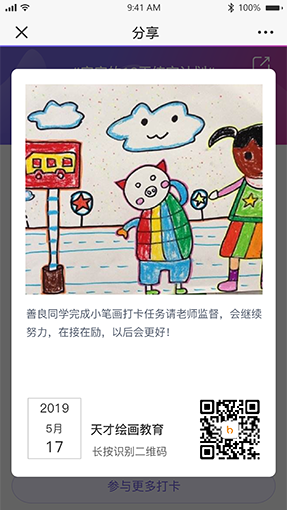 9:41 AM
100%
分享
善良同学完成小笔画打卡任务请老师监督，会继续
努力，在接在励，以后会更好！
2019
5月
17
天才绘画教育
长按识别二维码
参与更多打卡